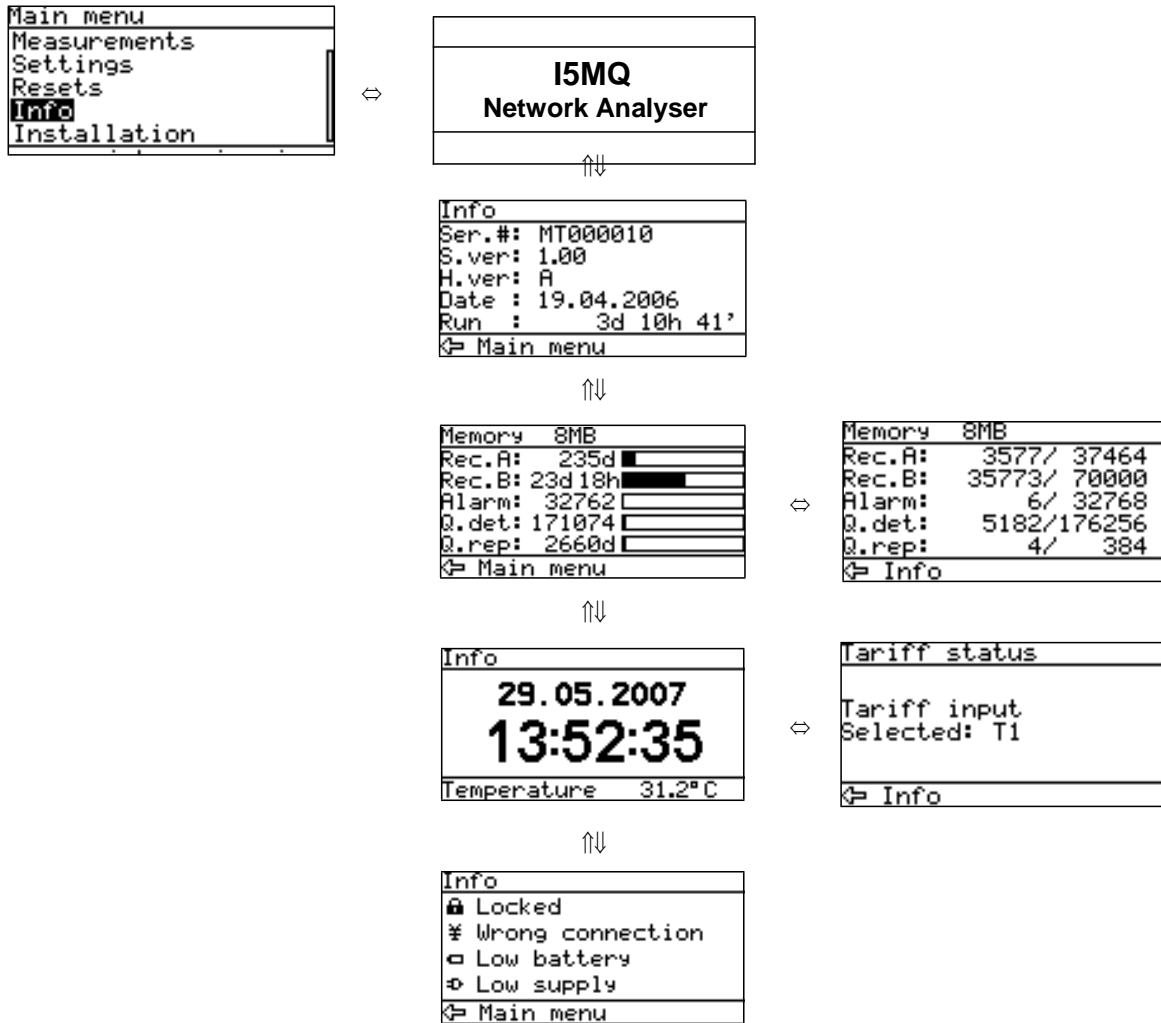 Main menu
Measurements
Settings
Resets
Info
Installation
⇔
I5MQ
Network Analyser
⇑⇓
Info
Ser.#: MT000010
S.ver: 1.00
H.ver: A
Date : 19.04.2006
Run : 3d 10h 41'
⇦ Main menu
⇑⇓
Memory 8MB
Rec.A: 235d
Rec.B: 23d 18h
Alarm: 32762
Q.det: 171074
Q.rep: 2660d
⇦ Main menu
⇔
Memory 8MB
Rec.A: 3577/ 37464
Rec.B: 35773/ 70000
Alarm: 6/ 32768
Q.det: 5182/176256
Q.rep: 4/ 384
⇦ Info
⇑⇓
Info
29.05.2007
13:52:35
Temperature 31.2°C
⇔
Tariff status
Tariff input
Selected: T1
⇦ Info
⇑⇓
Info
Locked
¥ Wrong connection
Low battery
Low supply
⇦ Main menu